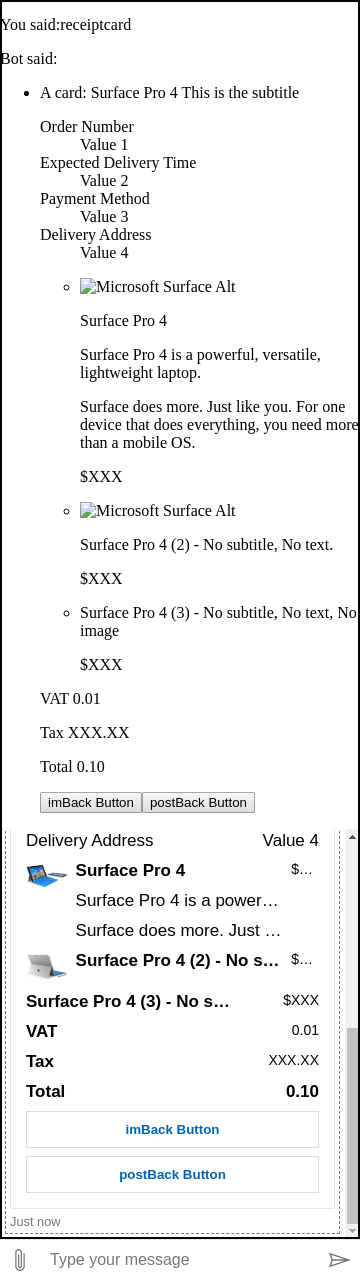 You said:receiptcard
Bot said:
A card: Surface Pro 4 This is the subtitle
Order Number
Value 1
Expected Delivery Time
Value 2
Payment Method
Value 3
Delivery Address
Value 4
Microsoft Surface Alt
Surface Pro 4
Surface Pro 4 is a powerful, versatile,
lightweight laptop.
Surface does more. Just like you. For one
device that does everything, you need more
than a mobile OS.
$XXX
Microsoft Surface Alt
Surface Pro 4 (2) - No subtitle, No text.
$XXX
Surface Pro 4 (3) - No subtitle, No text, No
image
$XXX
VAT 0.01
Tax XXX.XX
Total 0.10
imBack Button postBack Button
Delivery Address Value 4
Surface Pro 4 $…
Surface Pro 4 is a power…
Surface does more. Just …
Surface Pro 4 (2) - No s… $…
Surface Pro 4 (3) - No s… $XXX
VAT 0.01
Tax XXX.XX
Total 0.10
imBack Button
postBack Button
Just now
Type your message